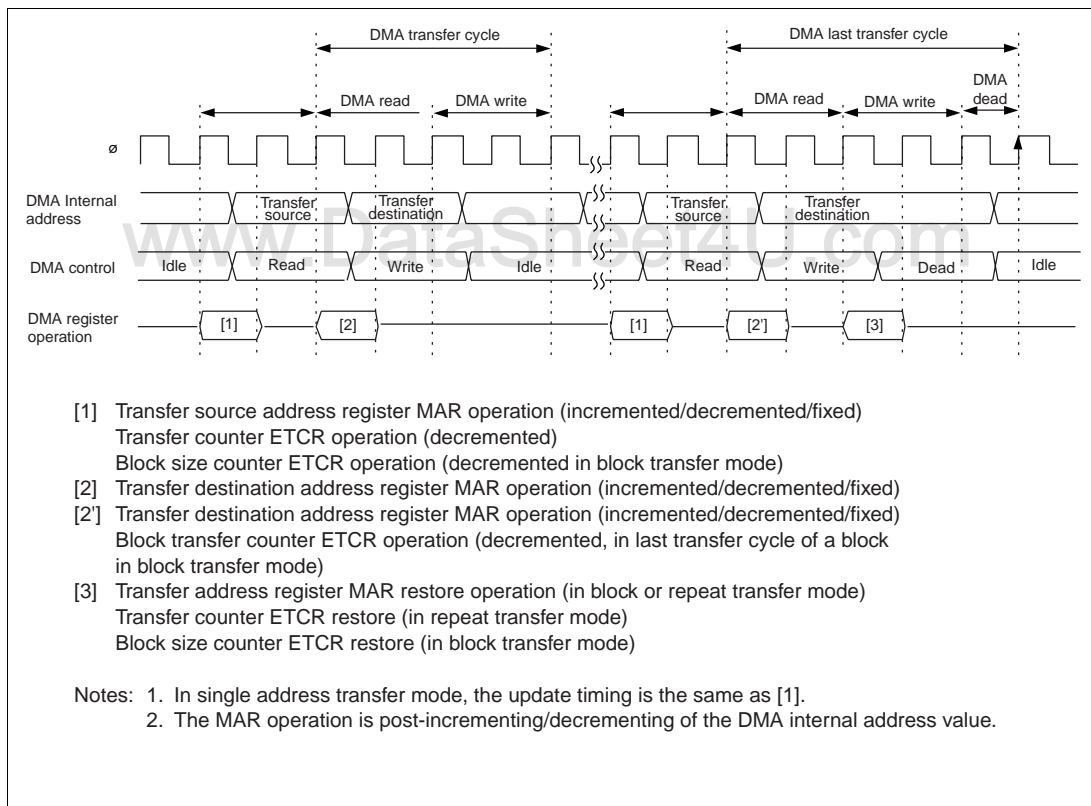 DMA transfer cycle DMA last transfer cycle
DMA read DMA write DMA read DMA write DMA dead
ø
DMA Internal address Transfer source Transfer destination Transfer source Transfer destination
www.DataSheet4U.com
DMA control Idle Read Write Idle Read Write Dead Idle
DMA register operation [1] [2] [1] [2'] [3]
[1] Transfer source address register MAR operation (incremented/decremented/fixed)
Transfer counter ETCR operation (decremented)
Block size counter ETCR operation (decremented in block transfer mode)
[2] Transfer destination address register MAR operation (incremented/decremented/fixed)
[2'] Transfer destination address register MAR operation (incremented/decremented/fixed)
Block transfer counter ETCR operation (decremented, in last transfer cycle of a block
in block transfer mode)
[3] Transfer address register MAR restore operation (in block or repeat transfer mode)
Transfer counter ETCR restore (in repeat transfer mode)
Block size counter ETCR restore (in block transfer mode)
Notes: 1. In single address transfer mode, the update timing is the same as [1].
2. The MAR operation is post-incrementing/decrementing of the DMA internal address value.